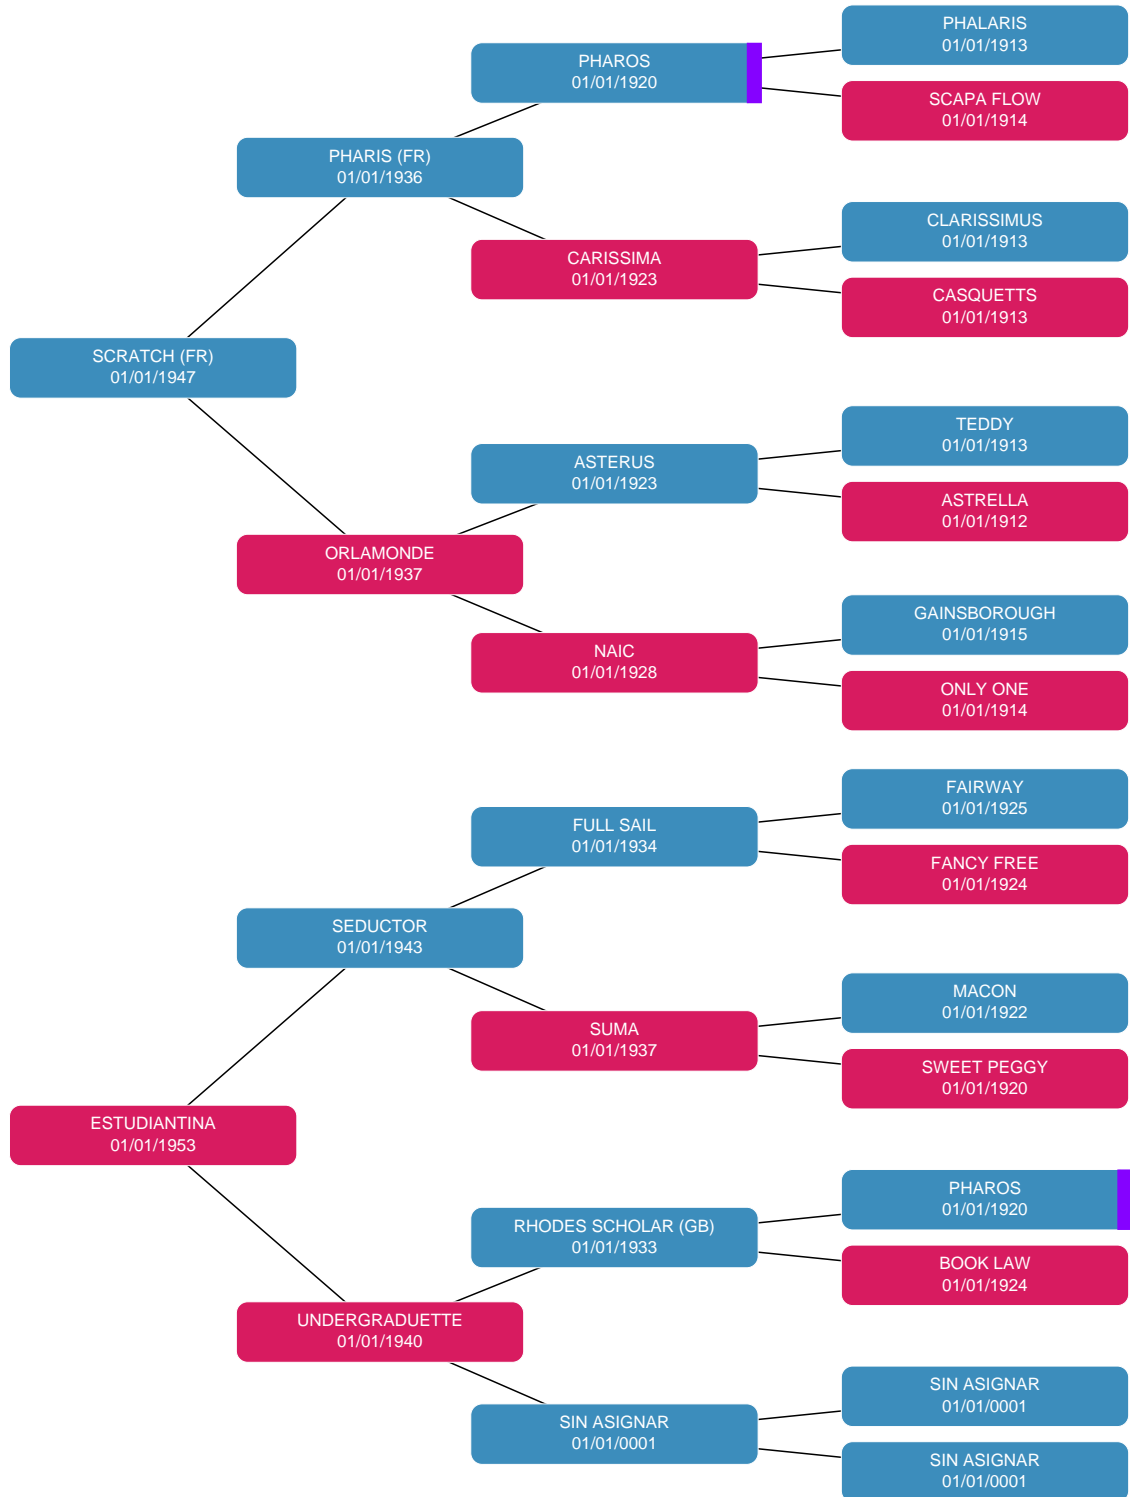 PHALARIS
01/01/1913
PHAROS
01/01/1920
SCAPA FLOW
01/01/1914
PHARIS (FR)
01/01/1936
CLARISSIMUS
01/01/1913
CARISSIMA
01/01/1923
CASQUETTS
01/01/1913
SCRATCH (FR)
01/01/1947
TEDDY
01/01/1913
ASTERUS
01/01/1923
ASTRELLA
01/01/1912
ORLAMONDE
01/01/1937
GAINSBOROUGH
01/01/1915
NAIC
01/01/1928
ONLY ONE
01/01/1914
FAIRWAY
01/01/1925
FULL SAIL
01/01/1934
FANCY FREE
01/01/1924
SEDUCTOR
01/01/1943
MACON
01/01/1922
SUMA
01/01/1937
SWEET PEGGY
01/01/1920
ESTUDIANTINA
01/01/1953
PHAROS
01/01/1920
RHODES SCHOLAR (GB)
01/01/1933
BOOK LAW
01/01/1924
UNDERGRADUETTE
01/01/1940
SIN ASIGNAR
01/01/0001
SIN ASIGNAR
01/01/0001
SIN ASIGNAR
01/01/0001